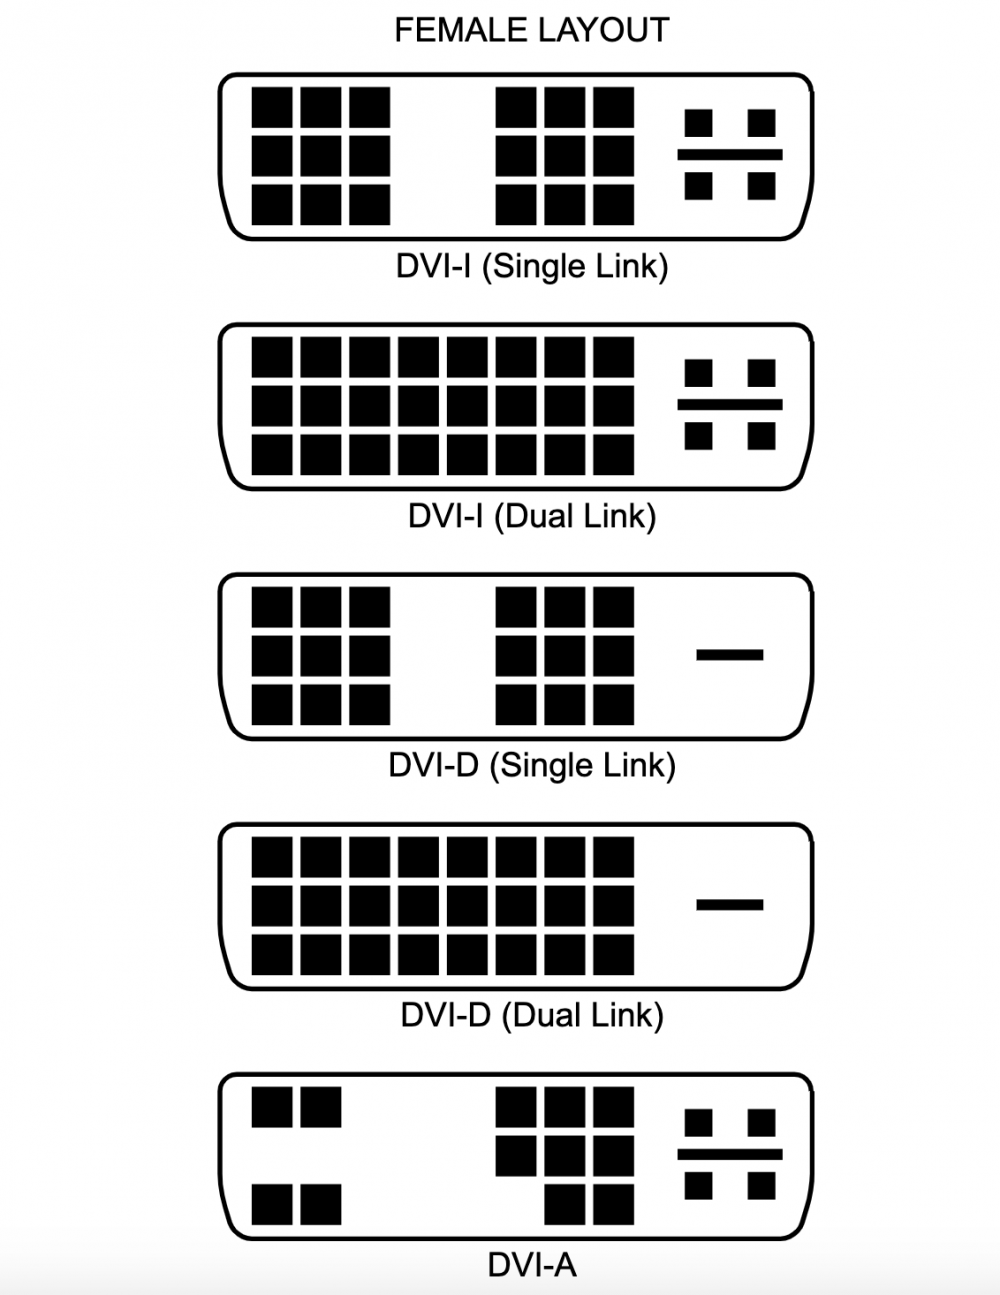 FEMALE LAYOUT
DVI-I (Single Link)
DVI-I (Dual Link)
DVI-D (Single Link)
DVI-D (Dual Link)
DVI-A